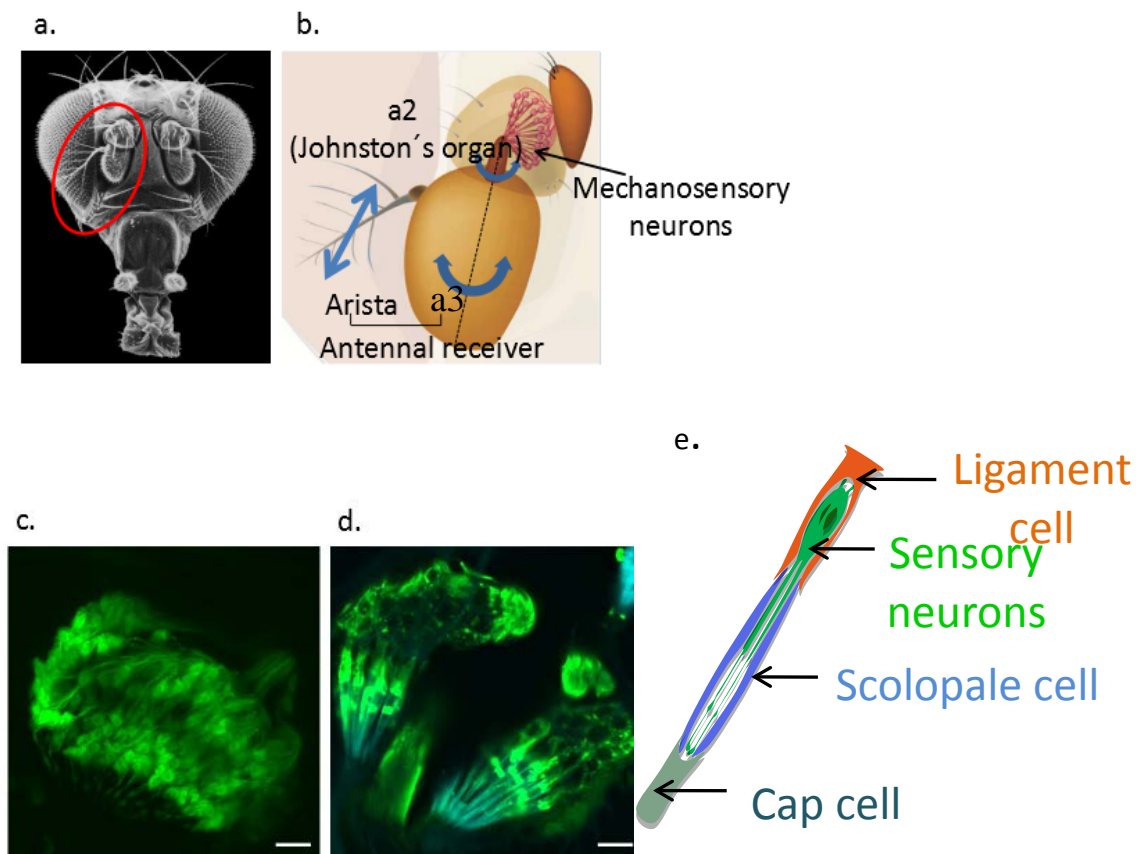 a.
b.
a2
(Johnston´s organ)
Mechanosensory
neurons
Arista
a3
Antennal receiver
c.
d.
e.
Ligament
cell
Sensory
neurons
Scolopale cell
Cap cell